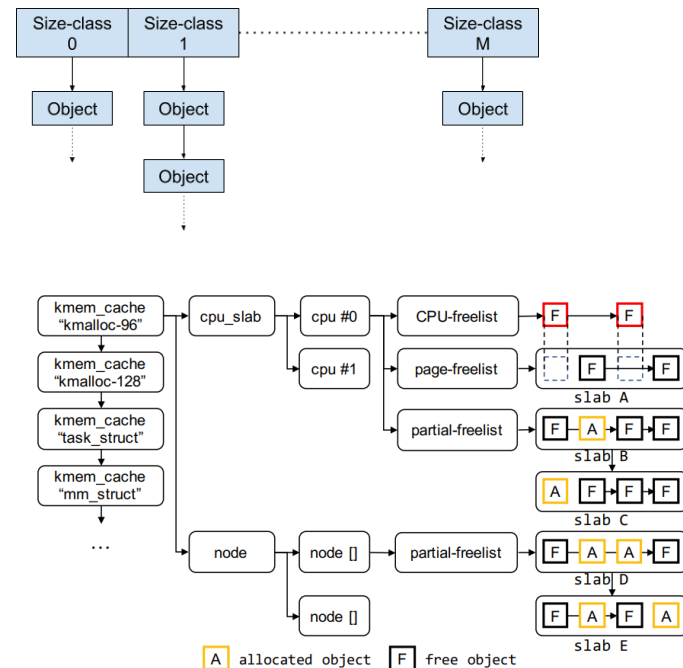 Size-class
0
Size-class
1
Size-class
M
Object
Object
Object
Object
kmem_cache
“kmalloc-96”
cpu_slab
cpu #0
CPU-freelist
F
F
kmem_cache
“kmalloc-128”
cpu #1
page-freelist
F
F
slab A
kmem_cache
“task_struct”
partial-freelist
F
A
F
F
slab B
kmem_cache
“mm_struct”
A
F
F
F
slab C
...
node
node []
partial-freelist
F
A
A
F
slab D
node []
F
A
F
A
slab E
A allocated object
F free object